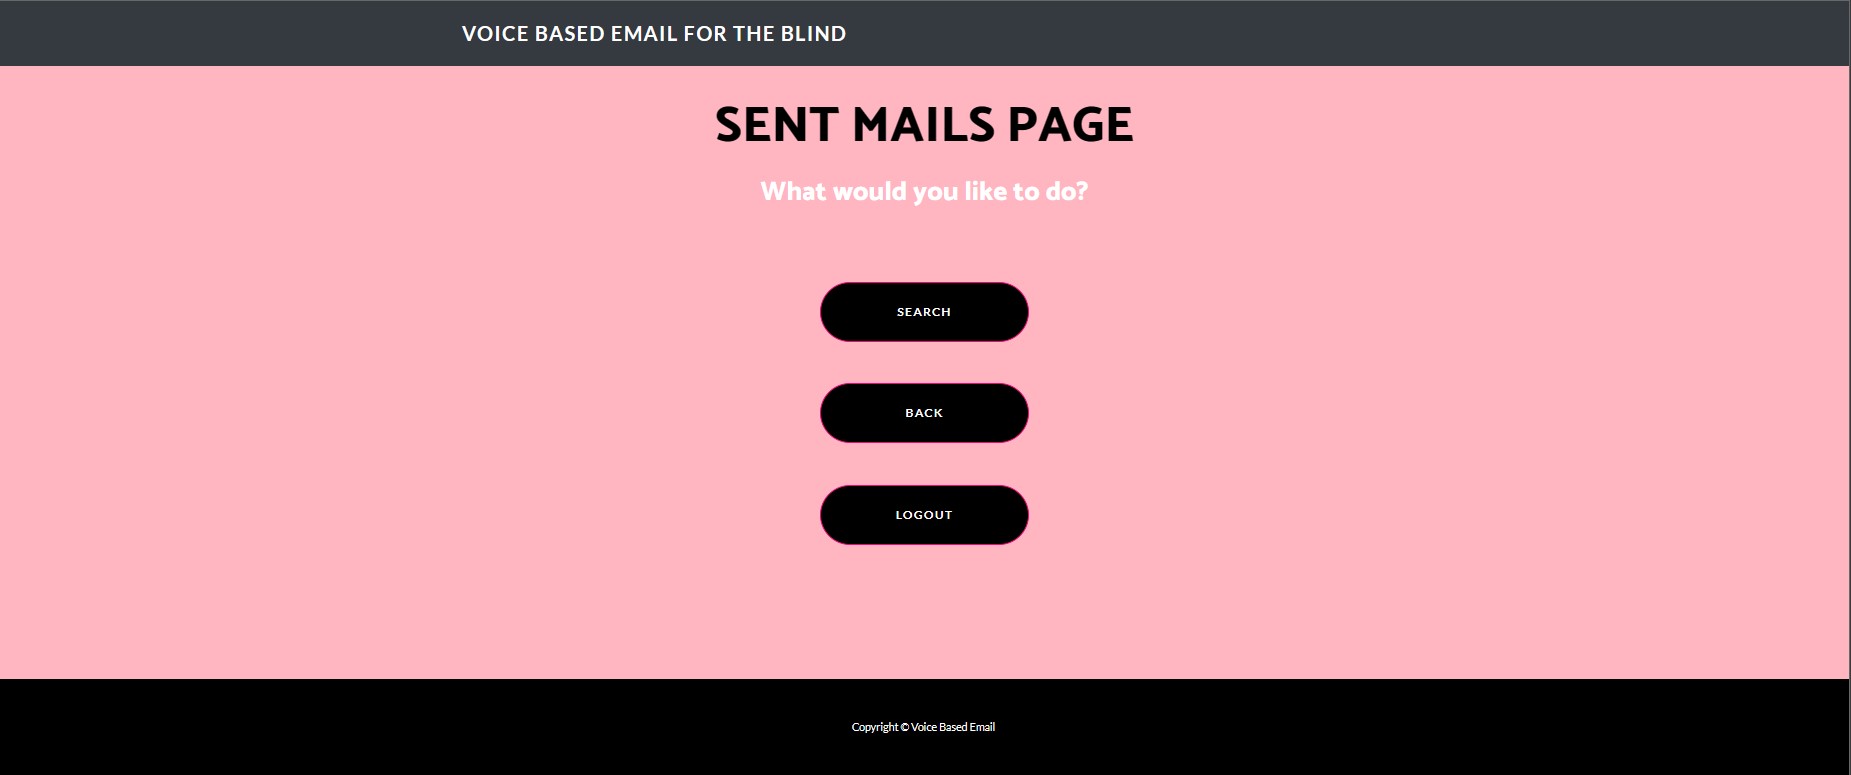 VOICE BASED EMAIL FOR THE BLIND
SENT MAILS PAGE
What would you like to do?
SEARCH
BACK
LOGOUT
Copyright © Voice Based Email